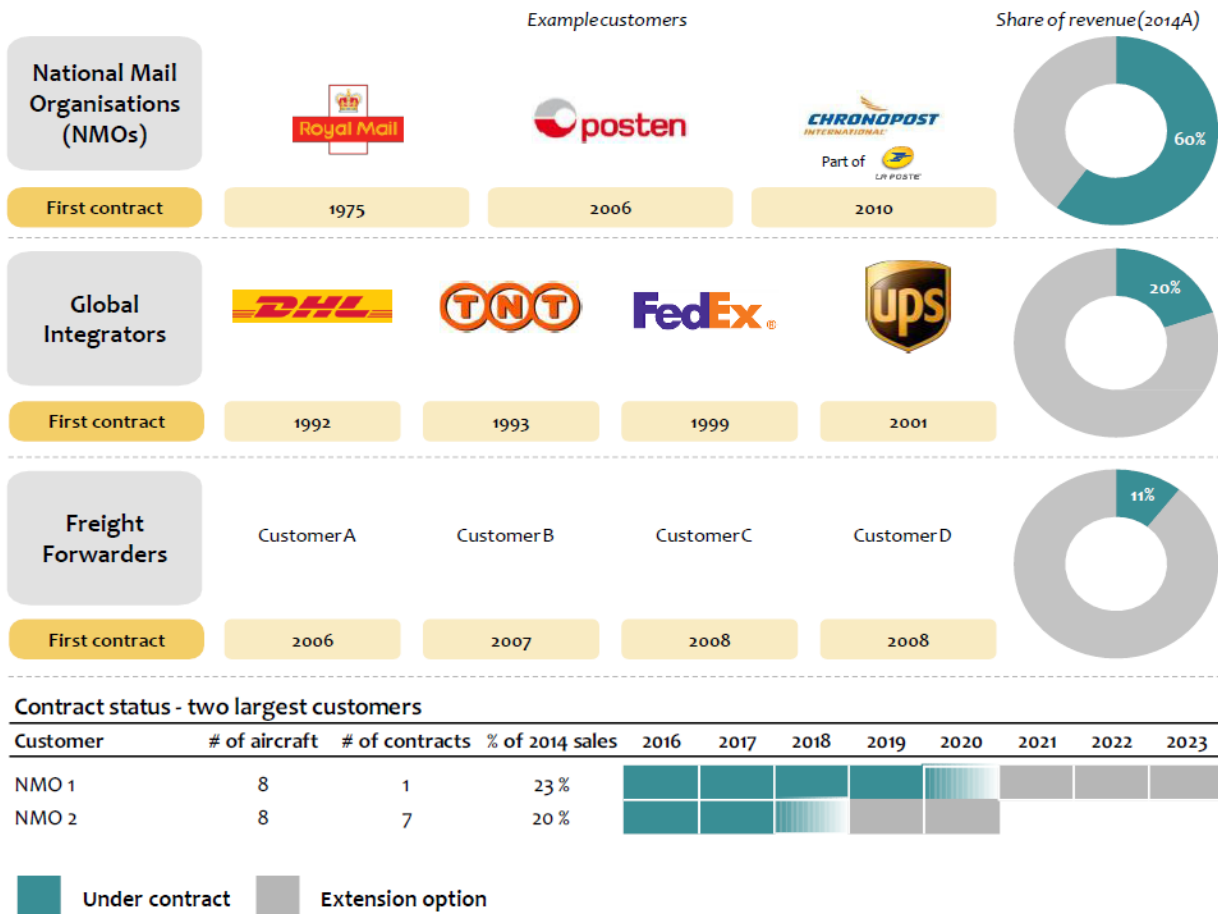 Example customers
Share of revenue (2014A)
National Mail
Organisations
(NMOs)
Royal Mail
posten
CHRONOPOST
INTERNATIONAL
Part of
LA POSTE
60%
First contract
1975
2006
2010
Global
Integrators
DHL
TNT
FedEx ®
ups
20%
First contract
1992
1993
1999
2001
Freight
Forwarders
Customer A
Customer B
Customer C
Customer D
11%
First contract
2006
2007
2008
2008
Contract status - two largest customers
Customer # of aircraft # of contracts % of 2014 sales 2016 2017 2018 2019 2020 2021 2022 2023
NMO 1 8 1 23 %
NMO 2 8 7 20 %
Under contract
Extension option